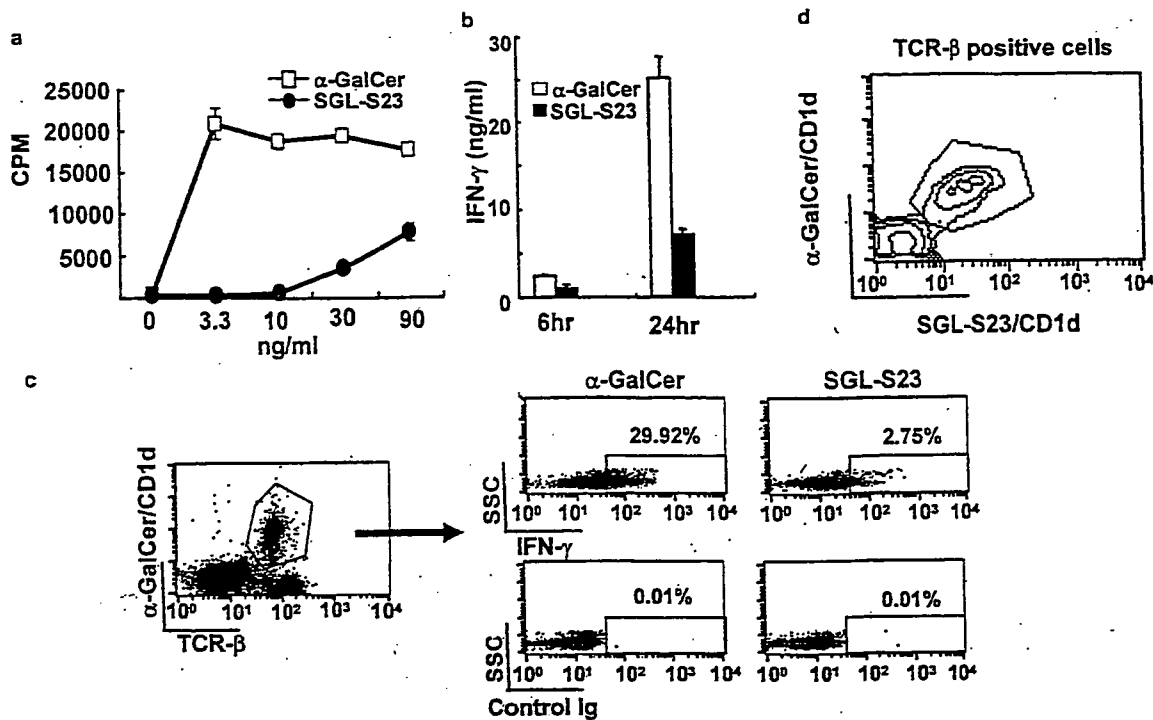 a
α-GalCer
SGL-S23
CPM
25000
20000
15000
10000
5000
0 3.3 10 30 90
ng/ml
b
IFN-γ (ng/ml)
30
20
10
0
α-GalCer
SGL-S23
6hr 24hr
d
TCR-β positive cells
α-GalCer/CD1d
10⁰ 10¹ 10² 10³ 10⁴
SGL-S23/CD1d
c
α-GalCer/CD1d
10⁰ 10¹ 10² 10³ 10⁴
TCR-β
α-GalCer SGL-S23
29.92% 2.75%
SSC
10⁰ 10¹ 10² 10³ 10⁴ 10⁰ 10¹ 10² 10³ 10⁴
IFN-γ
0.01% 0.01%
SSC
10⁰ 10¹ 10² 10³ 10⁴ 10⁰ 10¹ 10² 10³ 10⁴
Control Ig